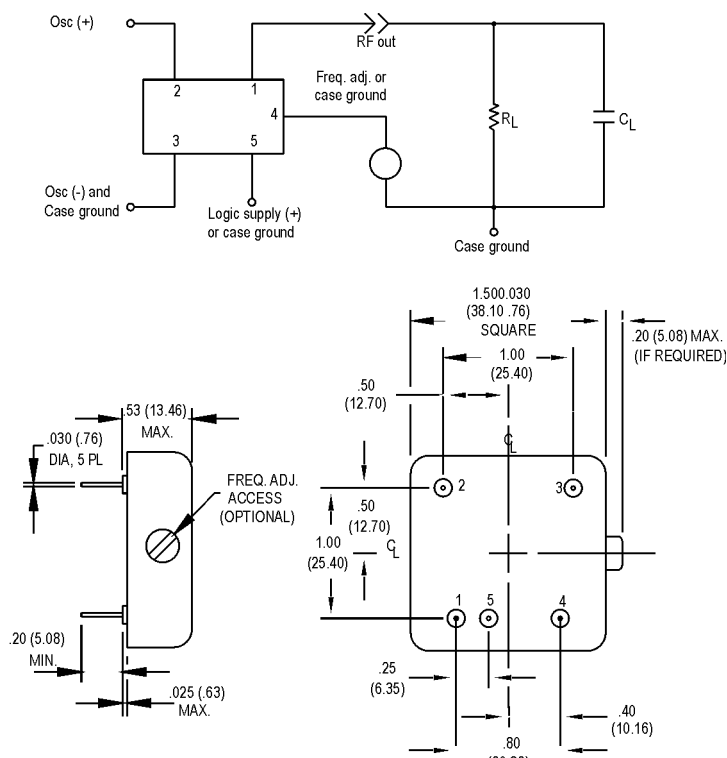 Osc (+)
RF out
Freq. adj. or
case ground
2
1
4
3
5
R L
C L
Osc (-) and
Case ground
Logic supply (+)
or case ground
Case ground
1.500.030
(38.10 .76)
SQUARE
.20 (5.08) MAX.
(IF REQUIRED)
1.00
(25.40)
.50
(12.70)
.53 (13.46)
MAX.
.030 (.76)
DIA, 5 PL
FREQ. ADJ.
ACCESS
(OPTIONAL)
C L
2
3
.50
(12.70)
1.00
(25.40)
C L
1
5
4
.20 (5.08)
MIN.
.025 (.63)
MAX.
.25
(6.35)
.40
(10.16)
.80